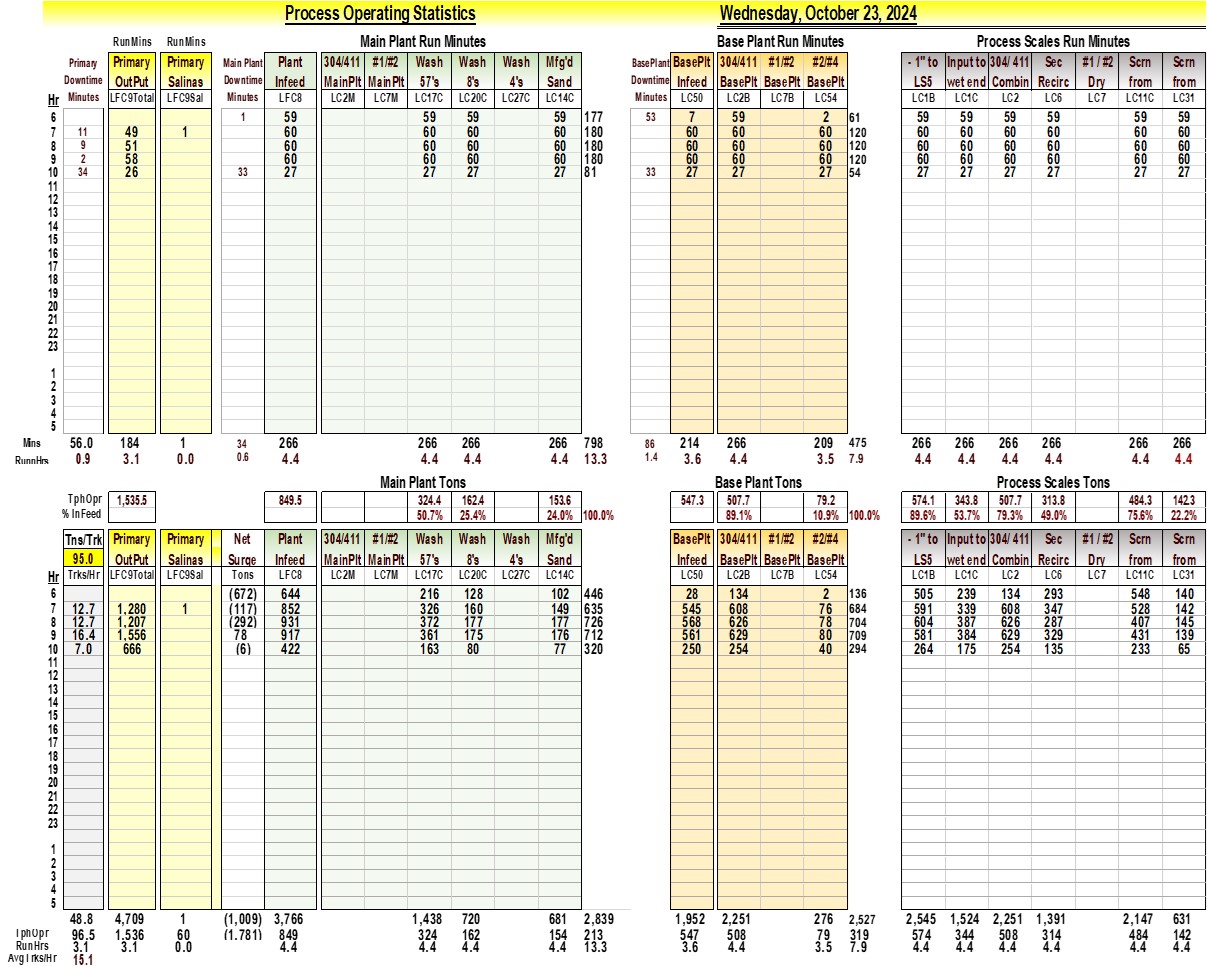 Process Operating Statistics Wednesday, October 23, 2024
RunMins RunMins Main Plant Run Minutes Base Plant Run Minutes Process Scales Run Minutes
Primary Primary Primary Main Plant Plant 304/411 #1/#2 Wash Wash Wash Mfg'd BasePlant BasePlt 304/411 #1/#2 #2/#4 - 1" to Input to 304/ 411 Sec #1 / #2 Scrn Scrn
Downtime OutPut Salinas Downtime Infeed MainPlt MainPlt 57's 8's 4's Sand Downtime Infeed BasePlt BasePlt BasePlt LS5 wet end Combin Recirc Dry from from
Hr Minutes LFC9Total LFC9Sal Minutes LFC8 LC2M LC7M LC17C LC20C LC27C LC14C Minutes LC50 LC2B LC7B LC54 LC1B LC1C LC2 LC6 LC7 LC11C LC31
6 1 59 59 59 59 177 53 7 59 2 61 59 59 59 59 59 59
7 11 49 1 60 60 60 60 180 60 60 60 120 60 60 60 60 60 60
8 9 51 60 60 60 60 180 60 60 60 120 60 60 60 60 60 60
9 2 58 60 60 60 60 180 60 60 60 120 60 60 60 60 60 60
10 34 26 33 27 27 27 27 81 33 27 27 27 54 27 27 27 27 27 27
11
12
13
14
15
16
17
18
19
20
21
22
23
1
2
3
4
5
Mins 56.0 184 1 34 266 266 266 266 798 86 214 266 209 475 266 266 266 266 266 266
RunnHrs 0.9 3.1 0.0 0.6 4.4 4.4 4.4 4.4 13.3 1.4 3.6 4.4 3.5 7.9 4.4 4.4 4.4 4.4 4.4 4.4
Main Plant Tons Base Plant Tons Process Scales Tons
TphOpr 1,535.5 849.5 324.4 162.4 153.6 547.3 507.7 79.2 574.1 343.8 507.7 313.8 484.3 142.3
% InFeed 50.7% 25.4% 24.0% 100.0% 89.1% 10.9% 100.0% 89.6% 53.7% 79.3% 49.0% 75.6% 22.2%
Tns/Trk Primary Primary Net Plant 304/411 #1/#2 Wash Wash Wash Mfg'd BasePlt 304/411 #1/#2 #2/#4 - 1" to Input to 304/ 411 Sec #1 / #2 Scrn Scrn
95.0 OutPut Salinas Surge Infeed MainPlt MainPlt 57's 8's 4's Sand Infeed BasePlt BasePlt BasePlt LS5 wet end Combin Recirc Dry from from
Hr Trks/Hr LFC9Total LFC9Sal Tons LFC8 LC2M LC7M LC17C LC20C LC27C LC14C LC50 LC2B LC7B LC54 LC1B LC1C LC2 LC6 LC7 LC11C LC31
6 (672) 644 216 128 102 446 28 134 2 136 505 239 134 293 548 140
7 12.7 1,280 1 (117) 852 326 160 149 635 545 608 76 684 591 339 608 347 528 142
8 12.7 1,207 (292) 931 372 177 177 726 568 626 78 704 604 387 626 287 407 145
9 16.4 1,556 78 917 361 175 176 712 561 629 80 709 581 384 629 329 431 139
10 7.0 666 (6) 422 163 80 77 320 250 254 40 294 264 175 254 135 233 65
11
12
13
14
15
16
17
18
19
20
21
22
23
1
2
3
4
5
48.8 4,709 1 (1,009) 3,766 1,438 720 681 2,839 1,952 2,251 276 2,527 2,545 1,524 2,251 1,391 2,147 631
TphOpr 96.5 1,536 60 (1.781) 849 324 162 154 213 547 508 79 319 574 344 508 314 484 142
RunHrs 3.1 3.1 0.0 4.4 4.4 4.4 4.4 13.3 3.6 4.4 3.5 7.9 4.4 4.4 4.4 4.4 4.4 4.4
AvgTrks/Hr 15.1